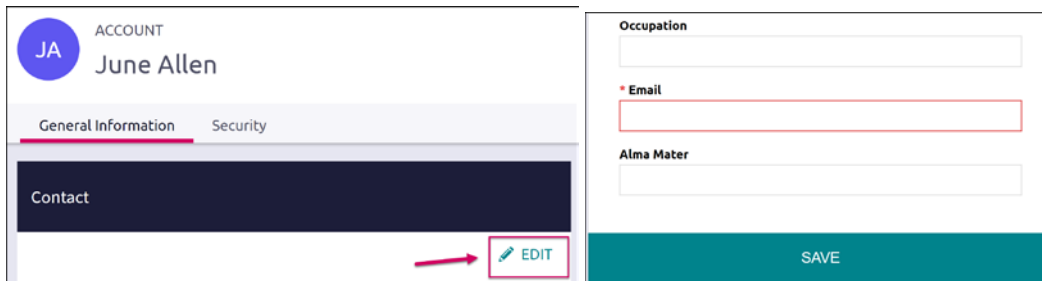 JA
ACCOUNT
June Allen
General Information Security
Contact
EDIT
Occupation
* Email
Alma Mater
SAVE